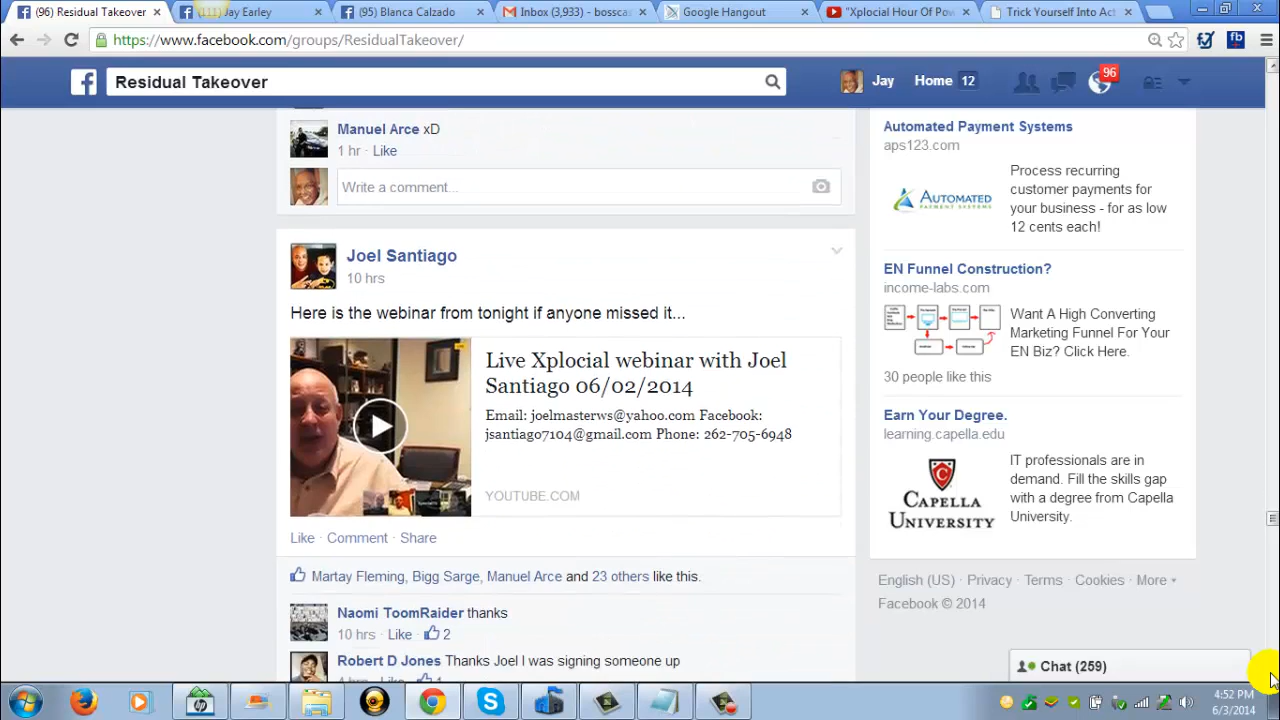 (96) Residual Takeover
(111) Jay Earley
(95) Blanca Calzado
Inbox (3,933) - bosscas
Google Hangout
"Xplocial Hour Of Pow
Trick Yourself Into Act
https://www.facebook.com/groups/ResidualTakeover/
Residual Takeover
Jay
Home 12
96
Manuel Arce xD
1 hr · Like
Write a comment...
Joel Santiago
10 hrs
Here is the webinar from tonight if anyone missed it...
Live Xplocial webinar with Joel
Santiago 06/02/2014
Email: joelmasterws@yahoo.com Facebook:
jsantiago7104@gmail.com Phone: 262-705-6948
YOUTUBE.COM
Like · Comment · Share
Martay Fleming, Bigg Sarge, Manuel Arce and 23 others like this.
Naomi ToomRaider thanks
10 hrs · Like · 2
Robert D Jones Thanks Joel I was signing someone up
Automated Payment Systems
aps123.com
AUTOMATED
PAYMENT SYSTEMS
Process recurring
customer payments for
your business - for as low
12 cents each!
EN Funnel Construction?
income-labs.com
Want A High Converting
Marketing Funnel For Your
EN Biz? Click Here.
30 people like this
Earn Your Degree.
learning.capella.edu
CAPELLA
UNIVERSITY
IT professionals are in
demand. Fill the skills gap
with a degree from Capella
University.
English (US) · Privacy · Terms · Cookies · More
Facebook © 2014
Chat (259)
4:52 PM
6/3/2014